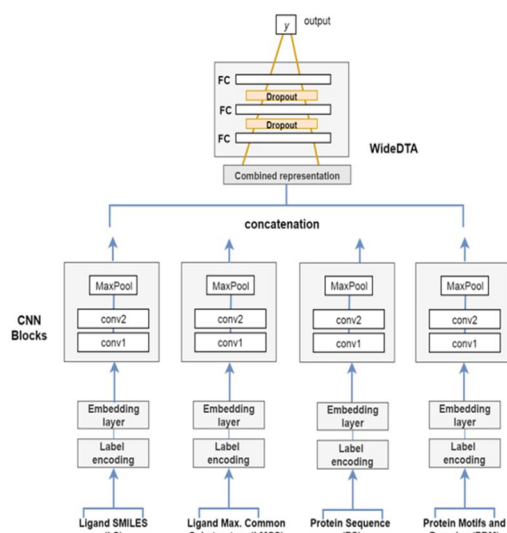 y
output
FC
Dropout
FC
Dropout
FC
WideDTA
Combined representation
concatenation
CNN
Blocks
MaxPool
conv2
conv1
MaxPool
conv2
conv1
MaxPool
conv2
conv1
MaxPool
conv2
conv1
Embedding
layer
Embedding
layer
Embedding
layer
Embedding
layer
Label
encoding
Label
encoding
Label
encoding
Label
encoding
Ligand SMILES
Ligand Max. Common
Protein Sequence
Protein Motifs and